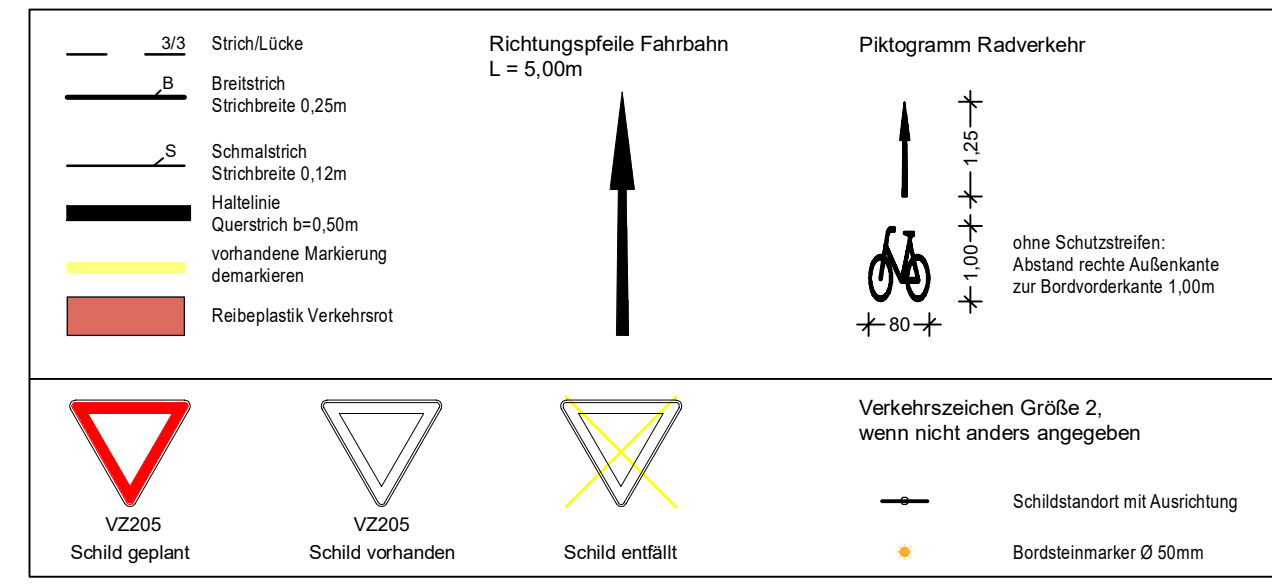 3/3 Strich/Lücke
B Breitstrich
Strichbreite 0,25m
S Schmalstrich
Strichbreite 0,12m
Haltelinie
Querstrich b=0,50m
vorhandene Markierung
demarkieren
Reibeplastik Verkehrsrot
Richtungspfeile Fahrbahn
L = 5,00m
Piktogramm Radverkehr
1,25
1,00
80
ohne Schutzstreifen:
Abstand rechte Außenkante
zur Bordvorderkante 1,00m
VZ205
Schild geplant
VZ205
Schild vorhanden
Schild entfällt
Verkehrszeichen Größe 2,
wenn nicht anders angegeben
Schildstandort mit Ausrichtung
Bordsteinmarker Ø 50mm